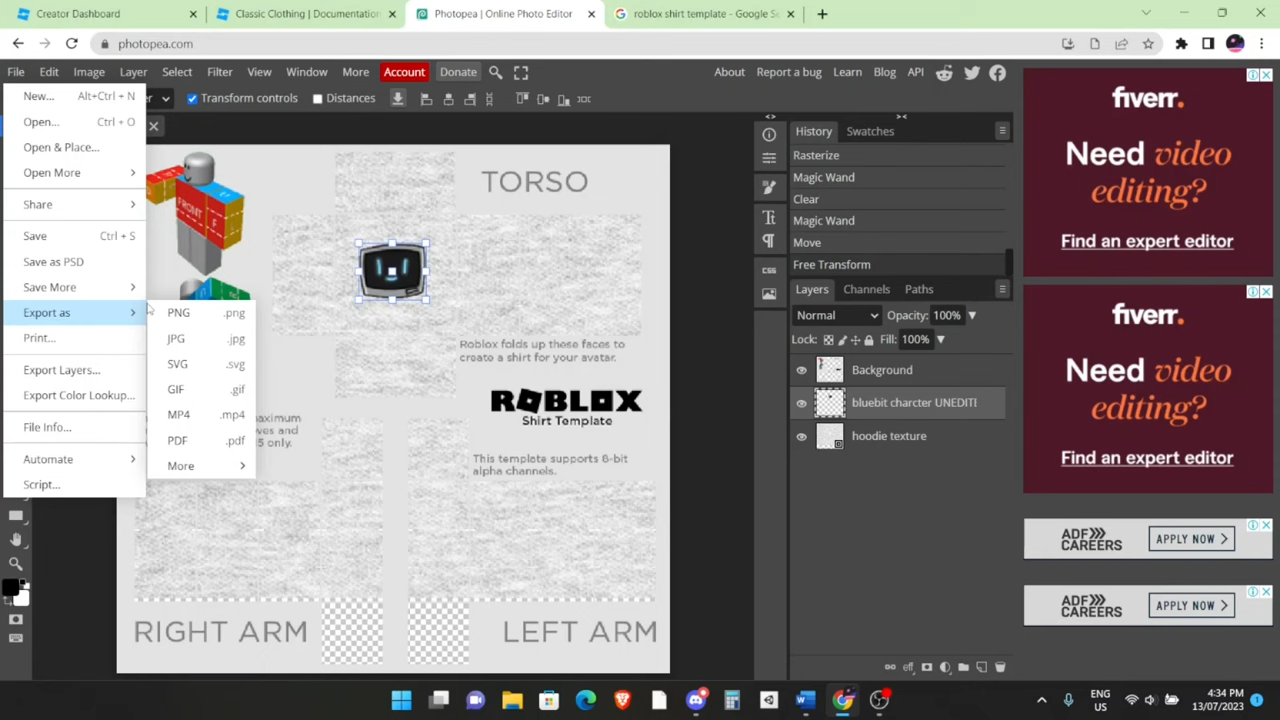 Creator Dashboard
Classic Clothing | Documentation
Photopea | Online Photo Editor
roblox shirt template - Google Se
photopea.com
File Edit Image Layer Select Filter View Window More Account Donate
About Report a bug Learn Blog API
Transform controls
Distances
New... Alt+Ctrl + N
Open... Ctrl + O
Open & Place...
Open More
Share
Save Ctrl + S
Save as PSD
Save More
Export as
Print...
Export Layers...
Export Color Lookup...
File Info...
Automate
Script...
PNG .png
JPG .jpg
SVG .svg
GIF .gif
MP4 .mp4
PDF .pdf
More
FRONT
F
TORSO
Roblox folds up these faces to
create a shirt for your avatar.
ROBLOX
Shirt Template
This template supports 8-bit
alpha channels.
RIGHT ARM
LEFT ARM
History Swatches
Rasterize
Magic Wand
Clear
Magic Wand
Move
Free Transform
Layers Channels Paths
Normal
Opacity: 100%
Lock:
Fill: 100%
Background
bluebit charcter UNEDITI
hoodie texture
css
eff
fiverr.
Need video
editing?
Find an expert editor
fiverr.
Need video
editing?
Find an expert editor
ADF
CAREERS
APPLY NOW >
ADF
CAREERS
APPLY NOW >
ENG
US
4:34 PM
13/07/2023